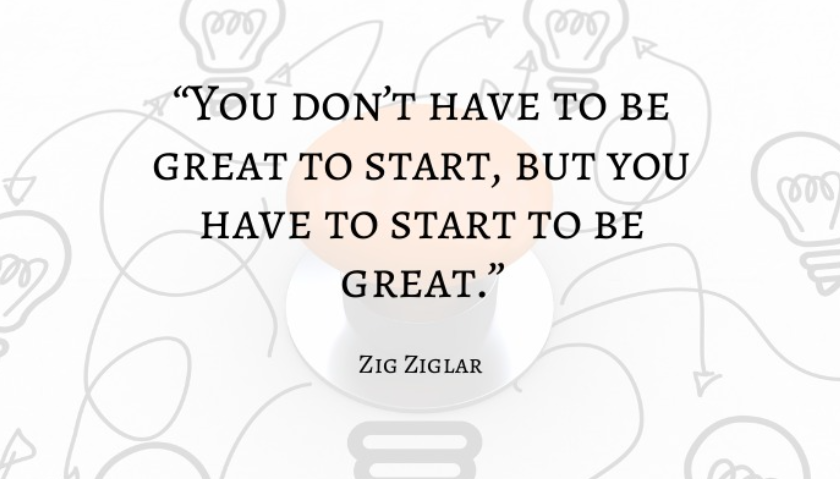 “You don’t have to be
great to start, but you
have to start to be
great.”
Zig Ziglar